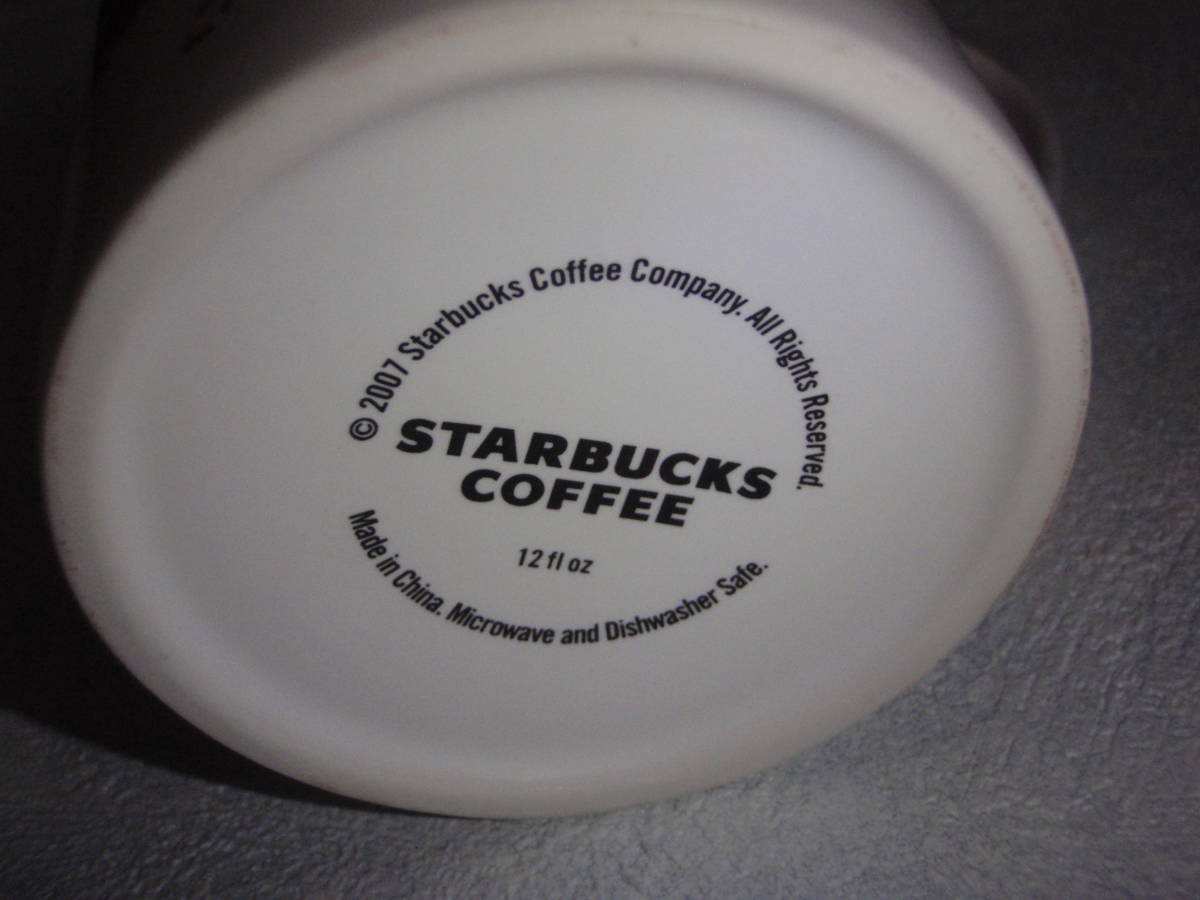 © 2007 Starbucks Coffee Company. All Rights Reserved.
STARBUCKS
COFFEE
12 fl oz
Made in China. Microwave and Dishwasher Safe.